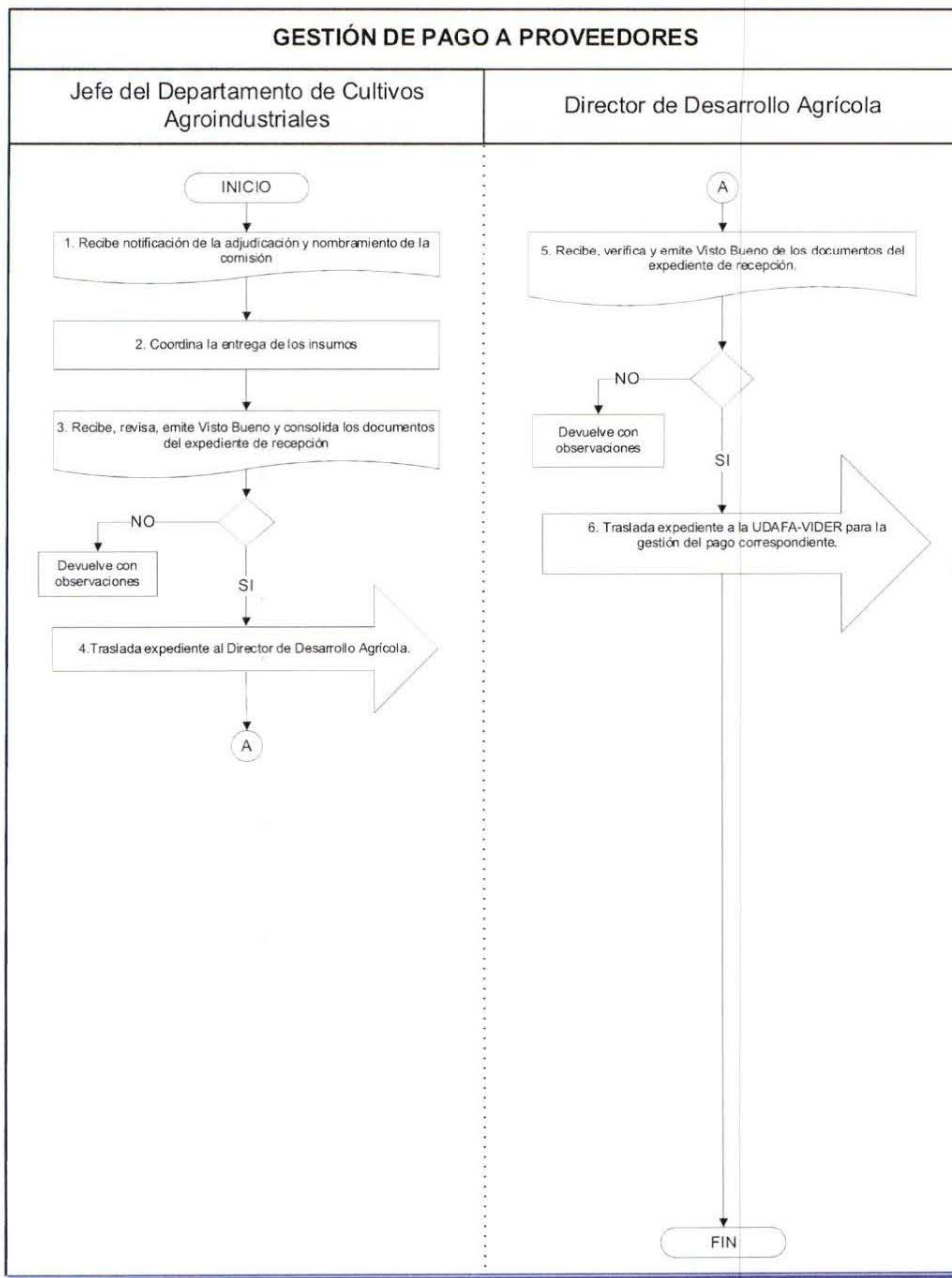 GESTIÓN DE PAGO A PROVEEDORES
Jefe del Departamento de Cultivos
Agroindustriales
Director de Desarrollo Agrícola
INICIO
1. Recibe notificación de la adjudicación y nombramiento de la
comisión
2. Coordina la entrega de los insumos
3. Recibe, revisa, emite Visto Bueno y consolida los documentos
del expediente de recepción
NO
Devuelve con
observaciones
SI
4.Traslada expediente al Director de Desarrollo Agrícola.
A
A
5. Recibe, verifica y emite Visto Bueno de los documentos del
expediente de recepción.
NO
Devuelve con
observaciones
SI
6. Traslada expediente a la UDAFA-VIDER para la
gestión del pago correspondiente.
FIN